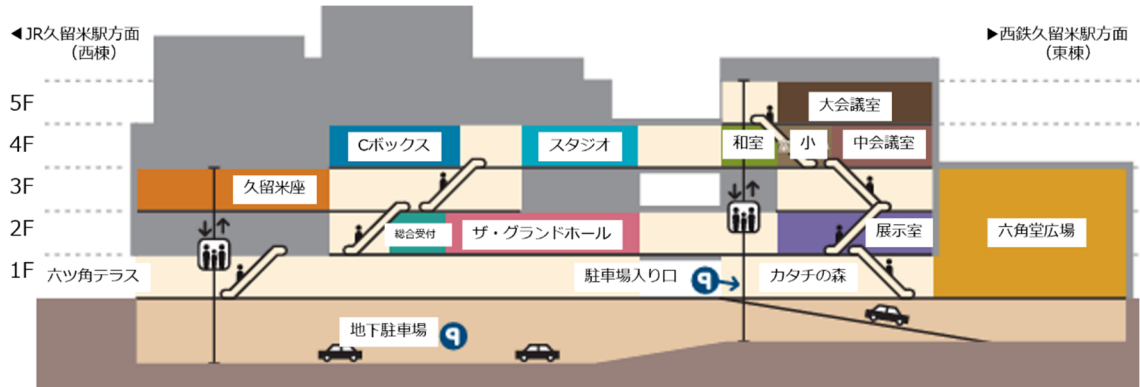 ◀JR久留米駅方面
（西棟）
▶西鉄久留米駅方面
（東棟）
5F
大会議室
4F
Cボックス
スタジオ
和室
小
中会議室
3F
久留米座
2F
総合受付
ザ・グランドホール
展示室
六角堂広場
1F
六ツ角テラス
駐車場入り口
P
カタチの森
地下駐車場
P